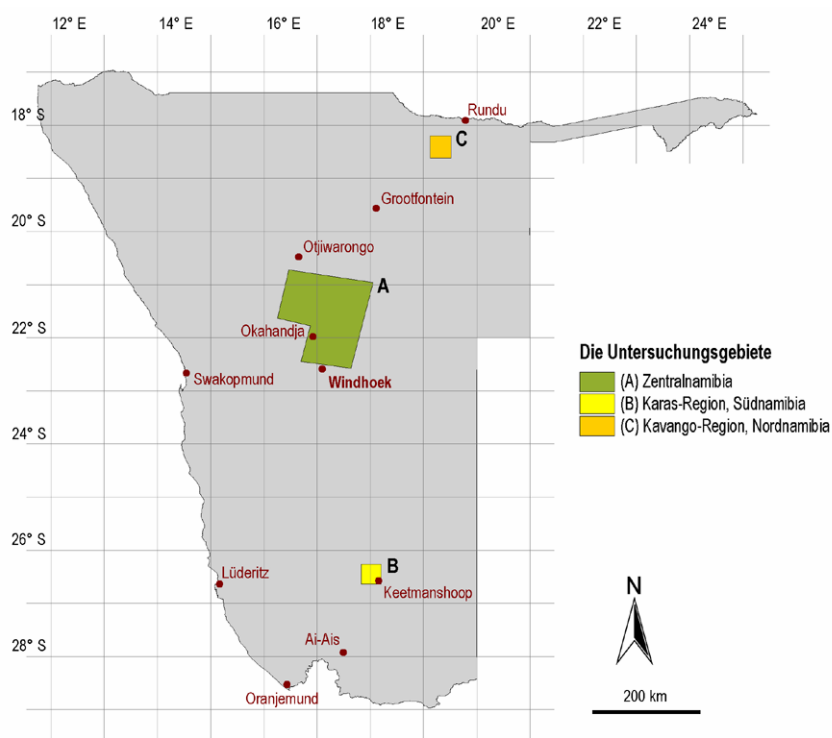 12° E 14° E 16° E 18° E 20° E 22° E 24° E
18° S
Rundu
C
Grootfontein
20° S
Otjiwarongo
A
22° S
Okahandja
Swakopmund
Windhoek
Die Untersuchungsgebiete
(A) Zentralnamibia
(B) Karas-Region, Südnamibia
(C) Kavango-Region, Nordnamibia
24° S
26° S
Lüderitz
B
Keetmanshoop
Ai-Ais
28° S
Oranjemund
N
200 km